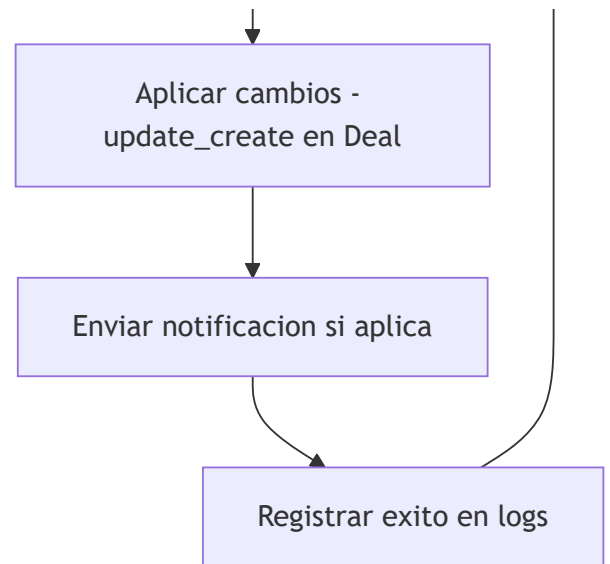 Aplicar cambios -
update_create en Deal
Enviar notificacion si aplica
Registrar exito en logs